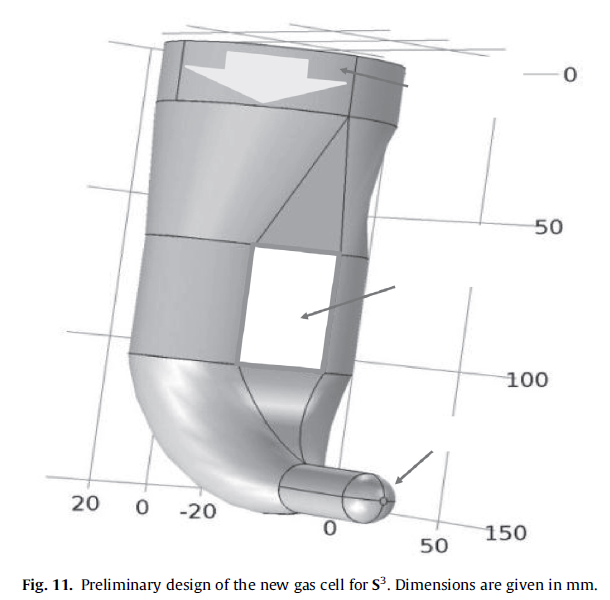 0
50
100
20 0 -20 0 50 150
Fig. 11. Preliminary design of the new gas cell for S³. Dimensions are given in mm.